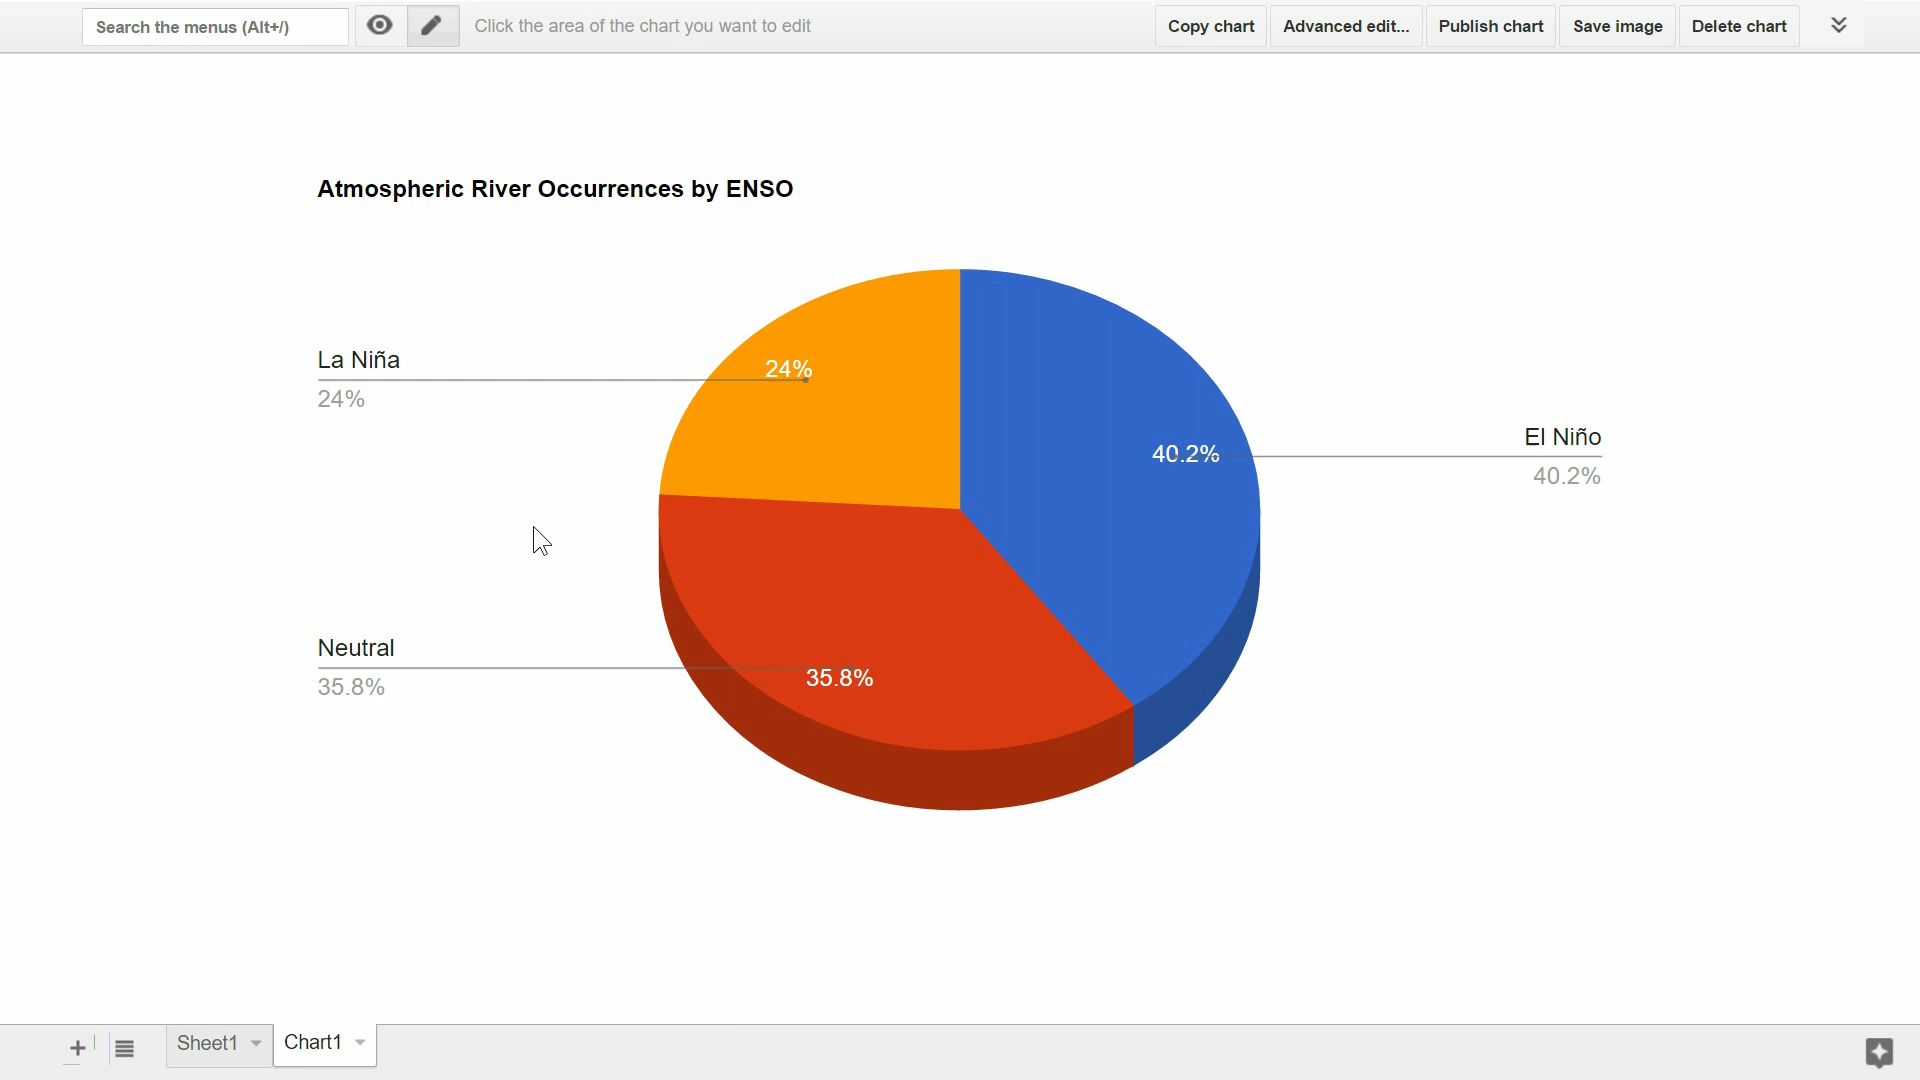 Search the menus (Alt+/)
Click the area of the chart you want to edit
Copy chart
Advanced edit...
Publish chart
Save image
Delete chart
Atmospheric River Occurrences by ENSO
La Niña
24%
24%
El Niño
40.2%
40.2%
Neutral
35.8%
35.8%
Sheet1
Chart1